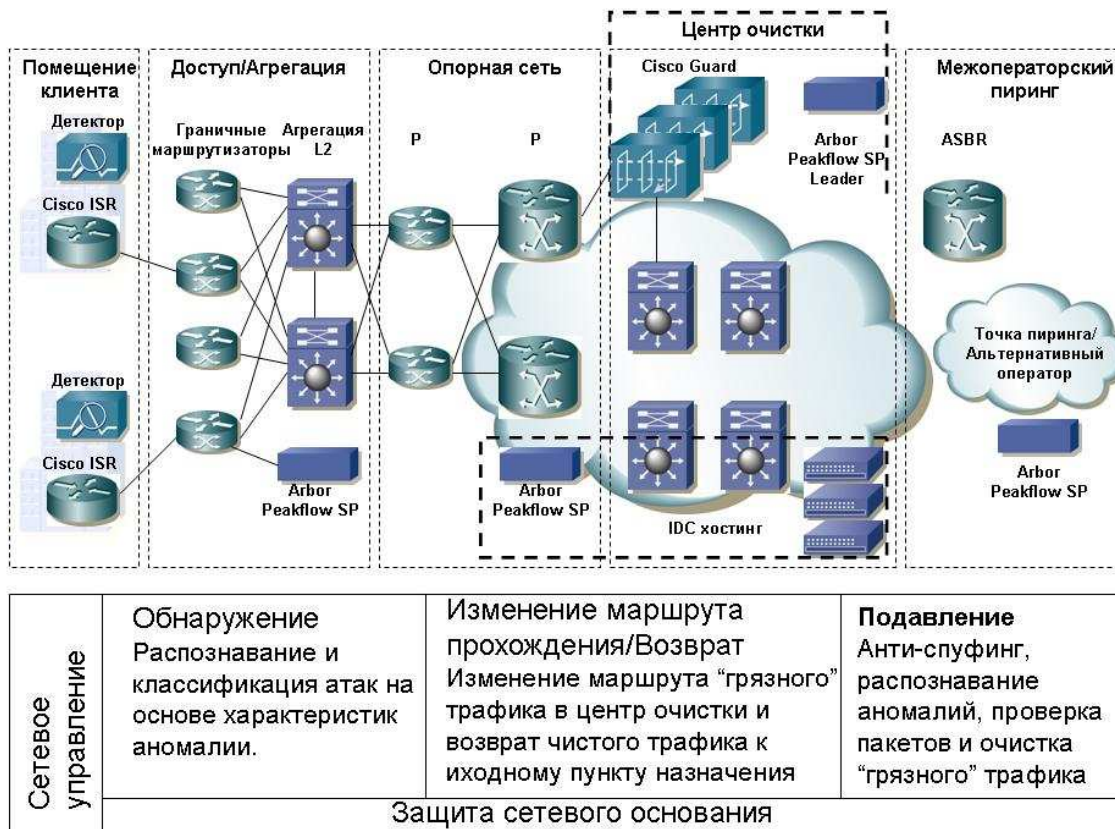 Центр очистки
Помещение
клиента
Детектор
Cisco ISR
Детектор
Cisco ISR
Доступ/Агрегация
Граничные
маршрутизаторы
Агрегация
L2
Arbor
Peakflow SP
Опорная сеть
P
P
Arbor
Peakflow SP
Cisco Guard
Arbor
Peakflow SP
Leader
IDC хостинг
Межоператорский
пиринг
ASBR
Точка пиринга/
Альтернативный
оператор
Arbor
Peakflow SP
Сетевое
управление
Обнаружение
Распознавание и
классификация атак на
основе характеристик
аномалии.
Изменение маршрута
прохождения/Возврат
Изменение маршрута “грязного”
трафика в центр очистки и
возврат чистого трафика к
иходному пункту назначения
Подавление
Анти-спуфинг,
распознавание
аномалий, проверка
пакетов и очистка
“грязного” трафика
Защита сетевого основания